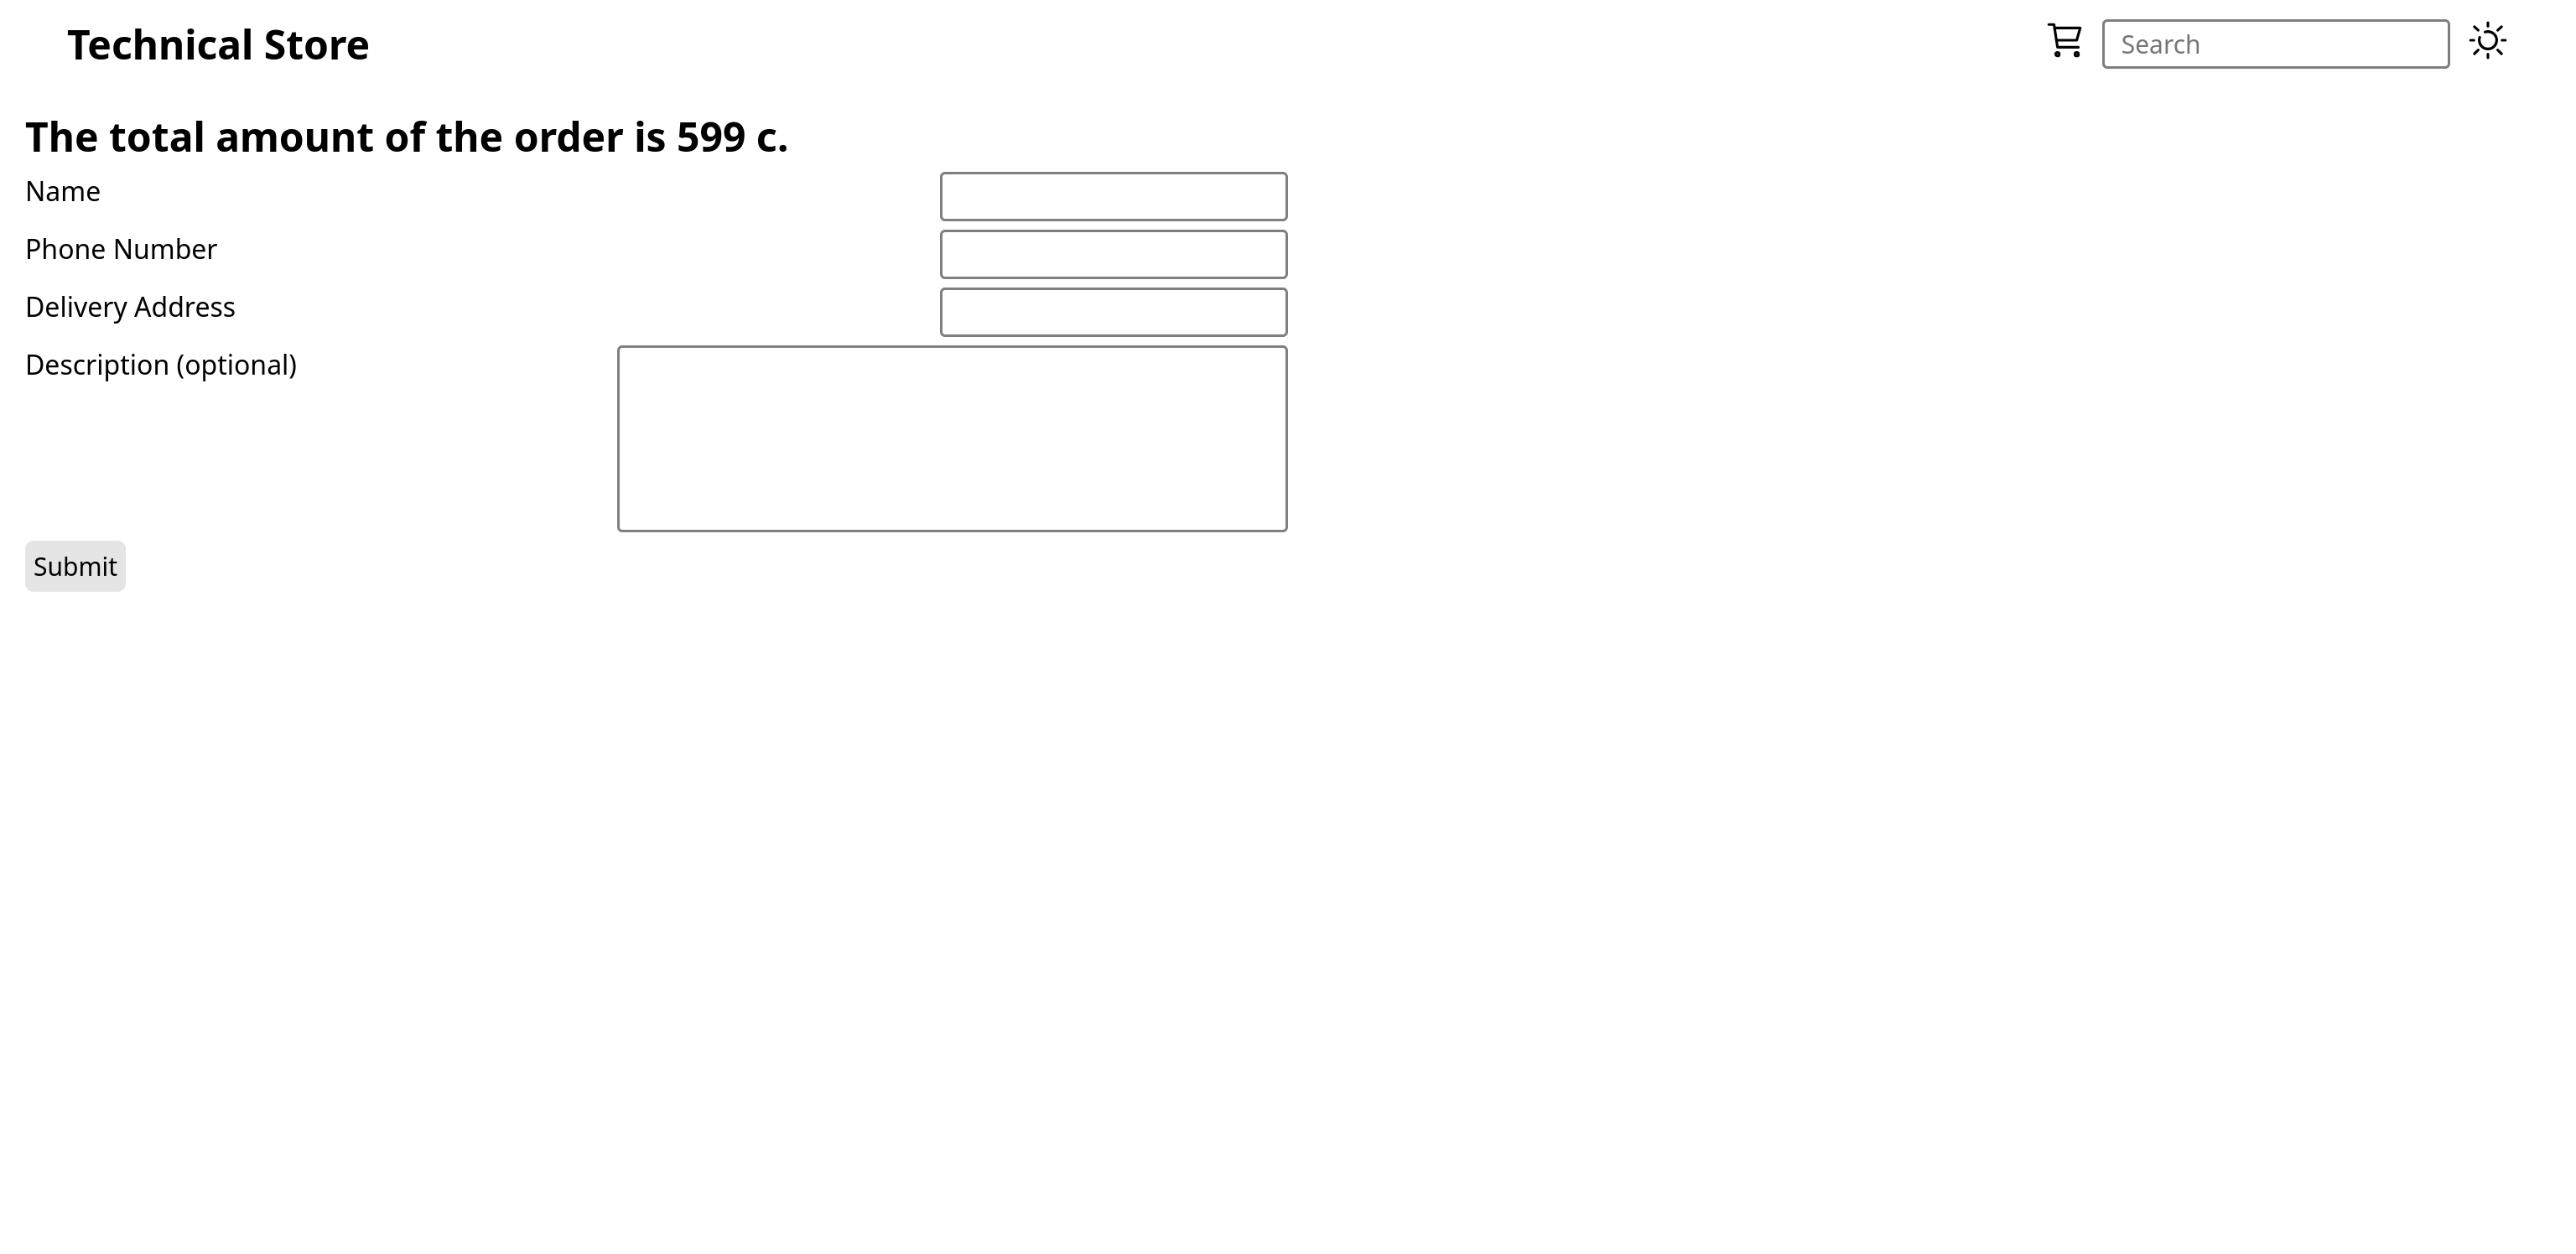 Technical Store
Search
The total amount of the order is 599 c.
Name
Phone Number
Delivery Address
Description (optional)
Submit